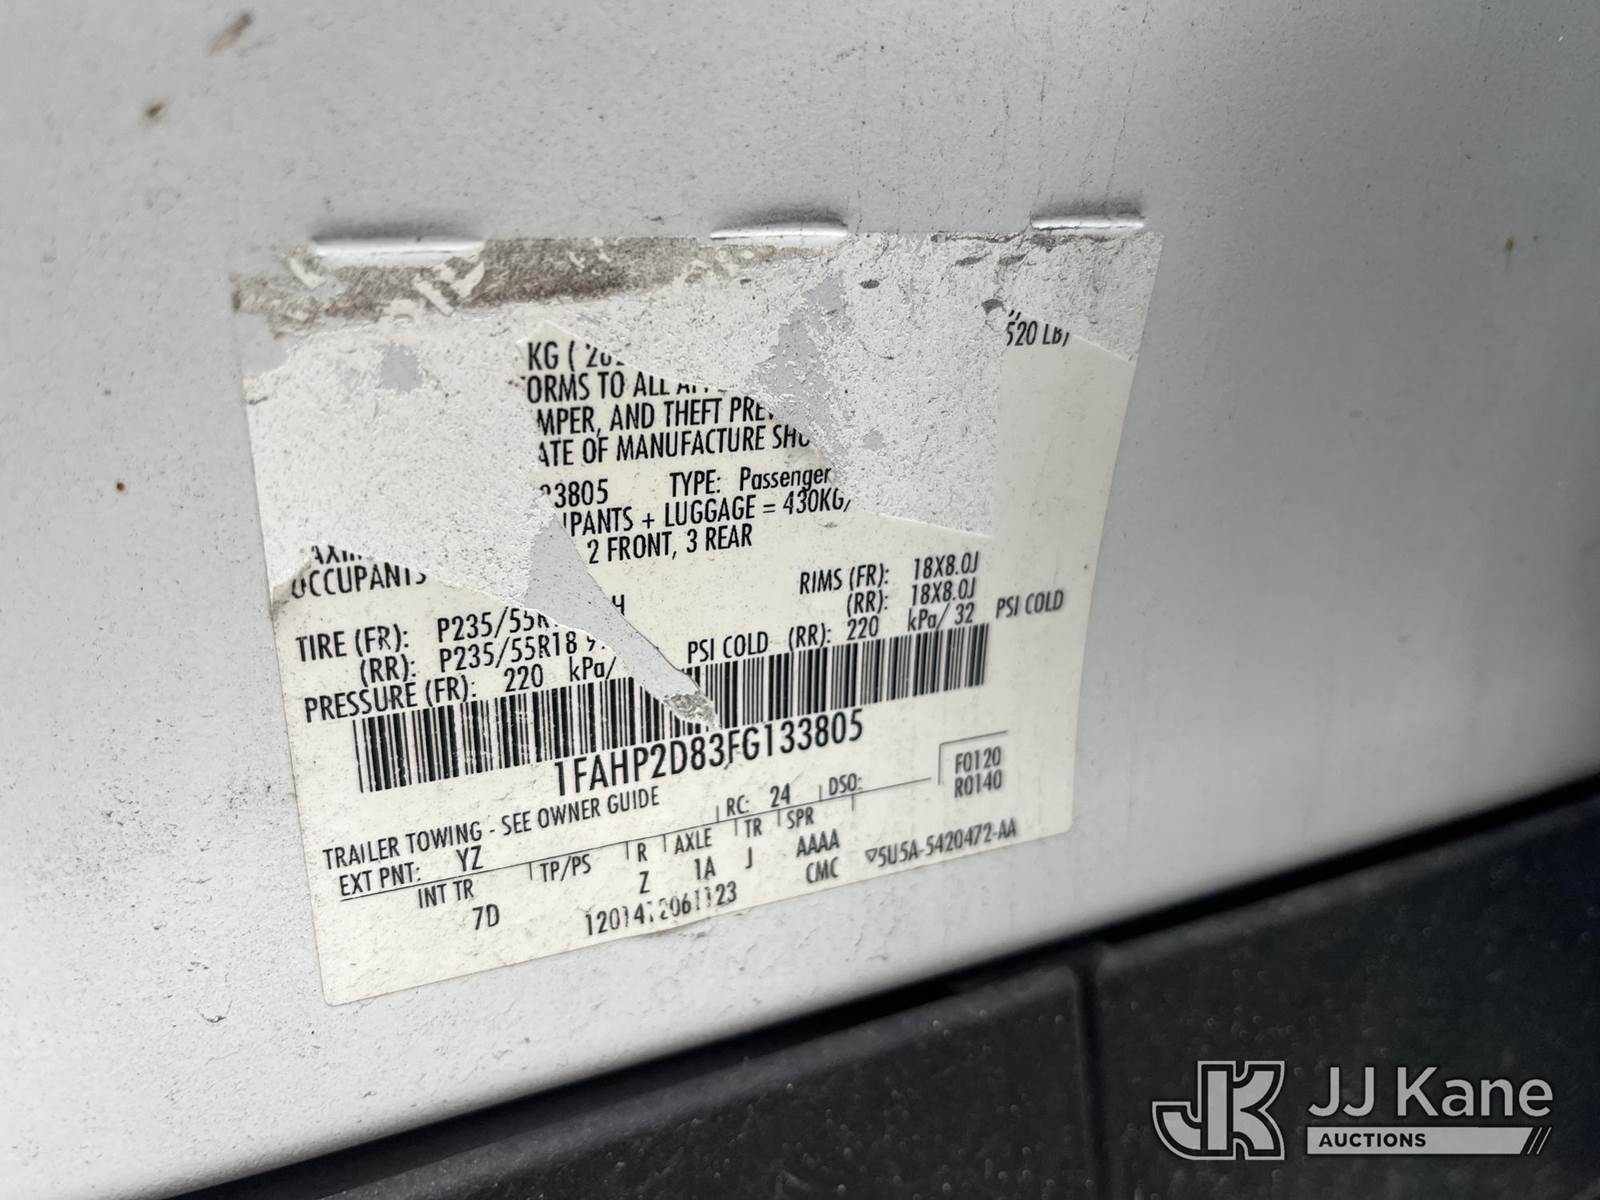 520 LB)
KG (
ORMS TO ALL
MPER, AND THEFT PREV
ATE OF MANUFACTURE SHO
33805 TYPE: Passenger
IPANTS + LUGGAGE = 430KG/
OCCUPANTS 2 FRONT, 3 REAR
TIRE (FR): P235/55R H RIMS (FR): 18X8.0J
(RR): P235/55R18 (RR): 18X8.0J
PRESSURE (FR): 220 kPa/ PSI COLD (RR): 220 kPa/ 32 PSI COLD
1FAHP2D83FG133805
TRAILER TOWING - SEE OWNER GUIDE F0120
EXT PNT: YZ RC: 24 DSO: R0140
INT TR TP/PS R AXLE TR SPR
7D Z 1A J AAAA
CMC ▽5U5A-5420472-AA
JK JJ Kane
AUCTIONS